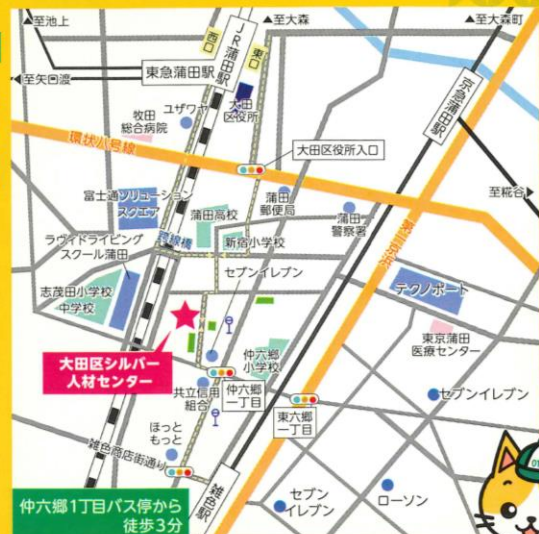 ▲至池上
▲至大森
▲至大森町
JR蒲田駅
西口
東口
◀至矢口渡
東急蒲田駅
京急蒲田駅
ユザワヤ
大田
区役所
牧田
総合病院
環状八号線
大田区役所入口
至糀谷▶
富士通ソリューション
スクエア
蒲田高校
蒲田
郵便局
蒲田
警察署
第一京浜
跨線橋
新宿小学校
ラヴィドライビング
スクール蒲田
セブンイレブン
テクノポート
志茂田小学校
中学校
大田区シルバー
人材センター
仲六郷
小学校
東京蒲田
医療センター
共立信用
組合
仲六郷
一丁目
東六郷
一丁目
セブンイレブン
ほっと
もっと
雑色商店街通り
雑色駅
セブン
イレブン
ローソン
仲六郷1丁目バス停から
徒歩3分